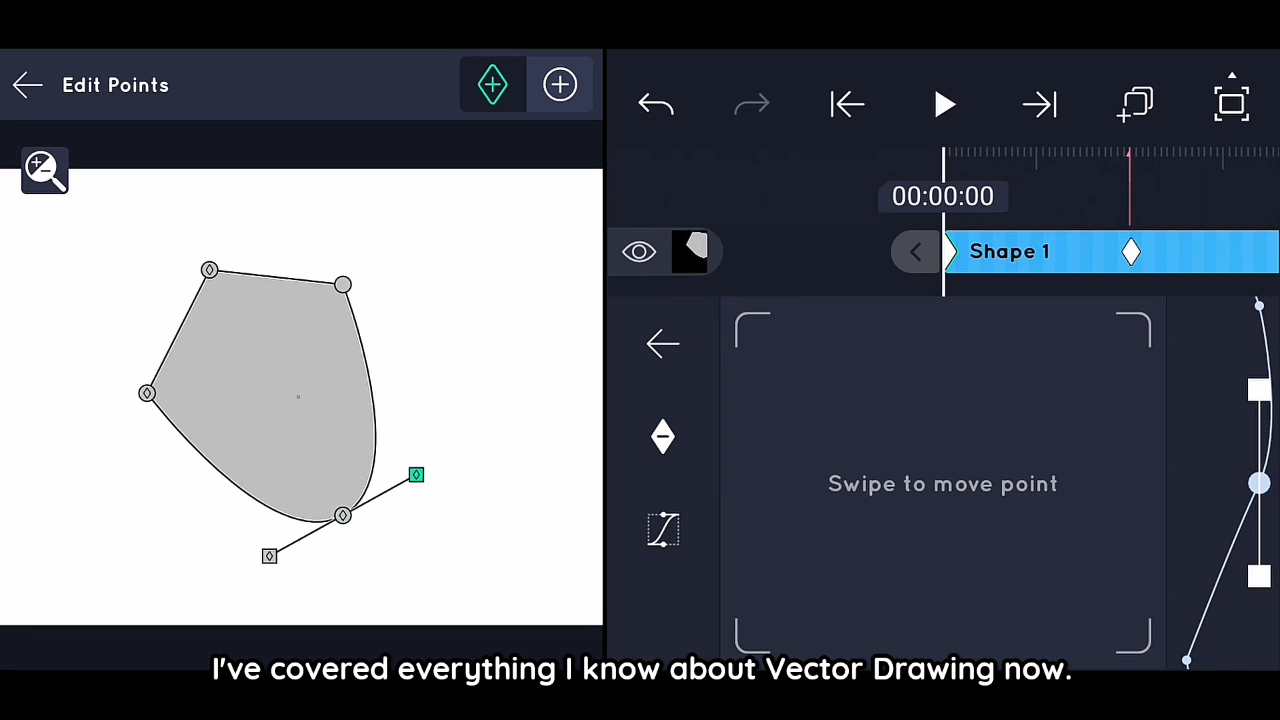 Edit Points
00:00:00
Shape 1
Swipe to move point
I've covered everything I know about Vector Drawing now.